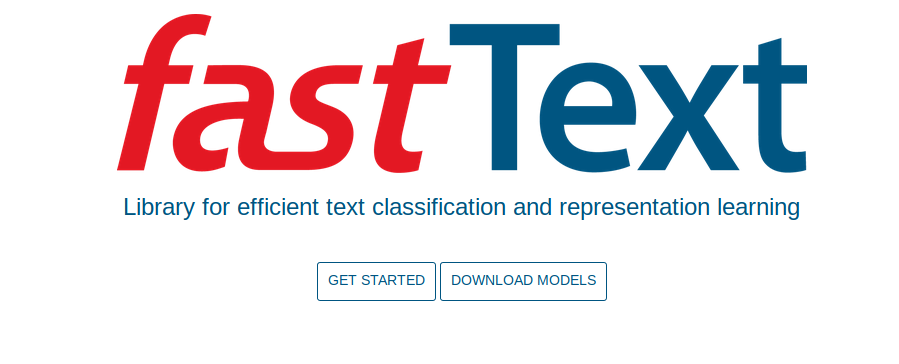 fastText
Library for efficient text classification and representation learning
GET STARTED DOWNLOAD MODELS